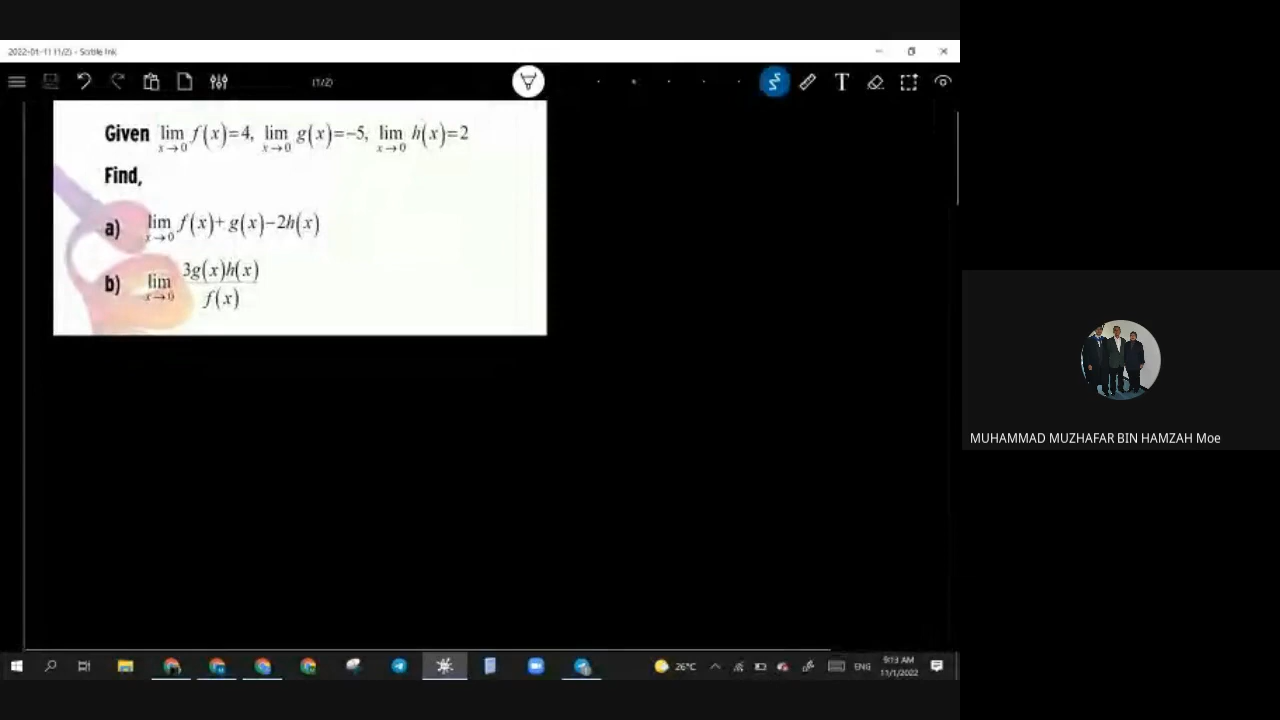 2022-01-11 (1/2) - Scrble Ink
(1/2)
T
Given lim x→0 f(x)=4, lim x→0 g(x)=-5, lim x→0 h(x)=2
Find,
a) lim x→0 f(x)+g(x)-2h(x)
b) lim x→0 3g(x)h(x) / f(x)
MUHAMMAD MUZHAFAR BIN HAMZAH Moe
26°C
ENG
9:13 AM
11/1/2022